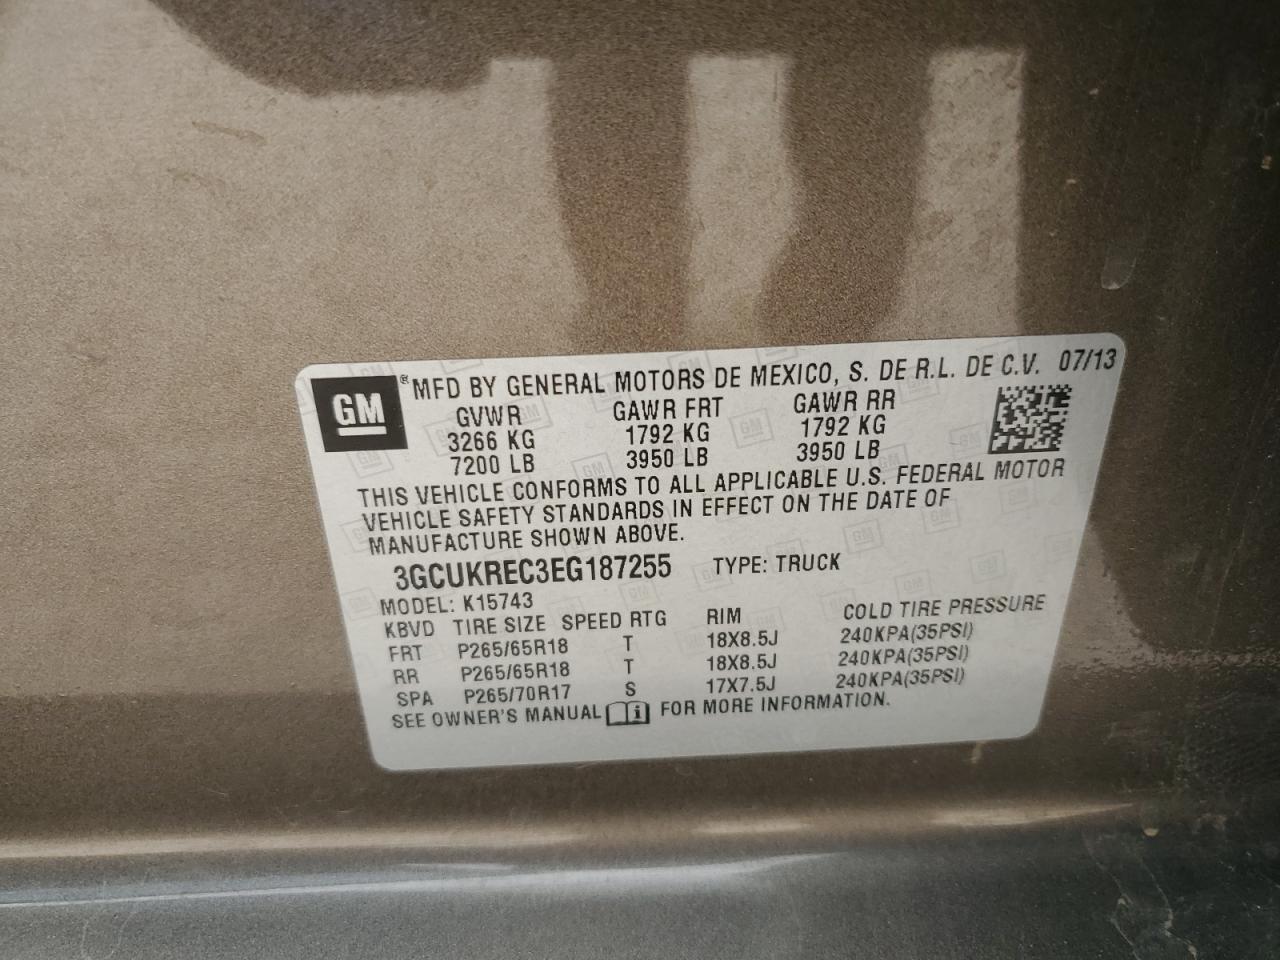 GM ® MFD BY GENERAL MOTORS DE MEXICO, S. DE R.L. DE C.V. 07/13
GVWR GAWR FRT GAWR RR
3266 KG 1792 KG 1792 KG
7200 LB 3950 LB 3950 LB
THIS VEHICLE CONFORMS TO ALL APPLICABLE U.S. FEDERAL MOTOR
VEHICLE SAFETY STANDARDS IN EFFECT ON THE DATE OF
MANUFACTURE SHOWN ABOVE.
3GCUKREC3EG187255 TYPE: TRUCK
MODEL: K15743
KBVD TIRE SIZE SPEED RTG RIM COLD TIRE PRESSURE
FRT P265/65R18 T 18X8.5J 240KPA(35PSI)
RR P265/65R18 T 18X8.5J 240KPA(35PSI)
SPA P265/70R17 S 17X7.5J 240KPA(35PSI)
SEE OWNER'S MANUAL i FOR MORE INFORMATION.